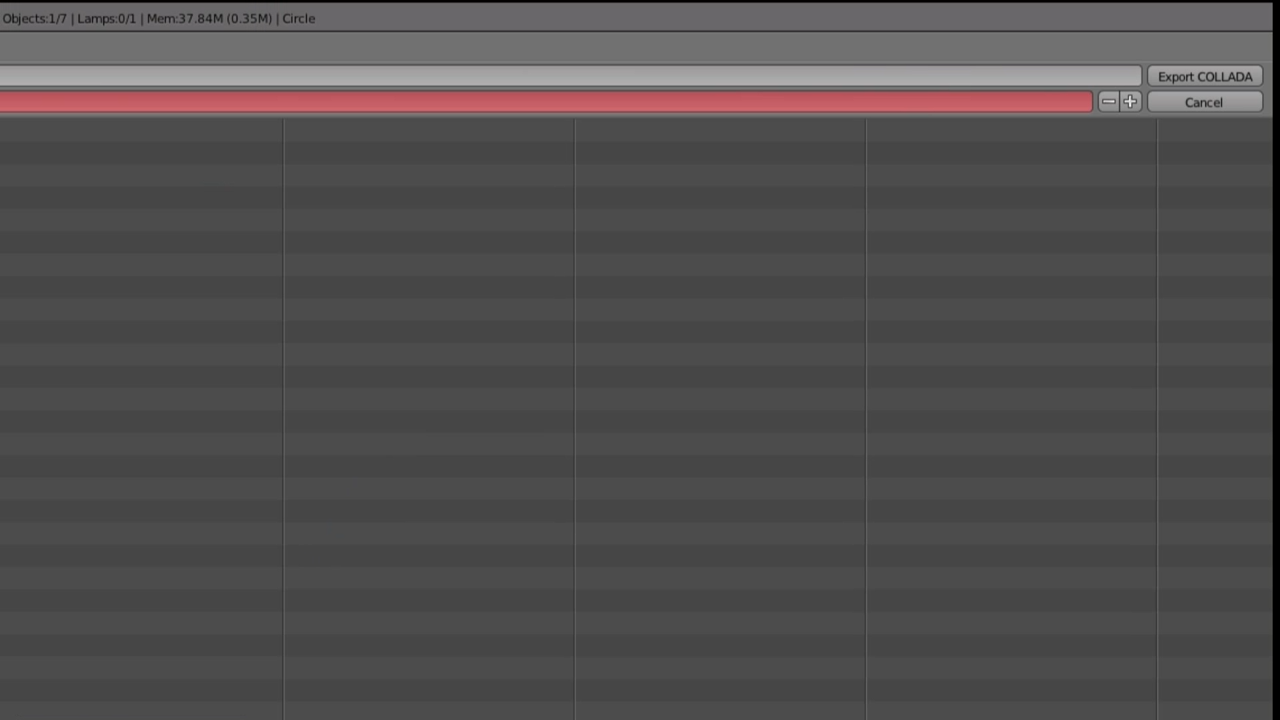 Objects:1/7 | Lamps:0/1 | Mem:37.84M (0.35M) | Circle
Export COLLADA
Cancel